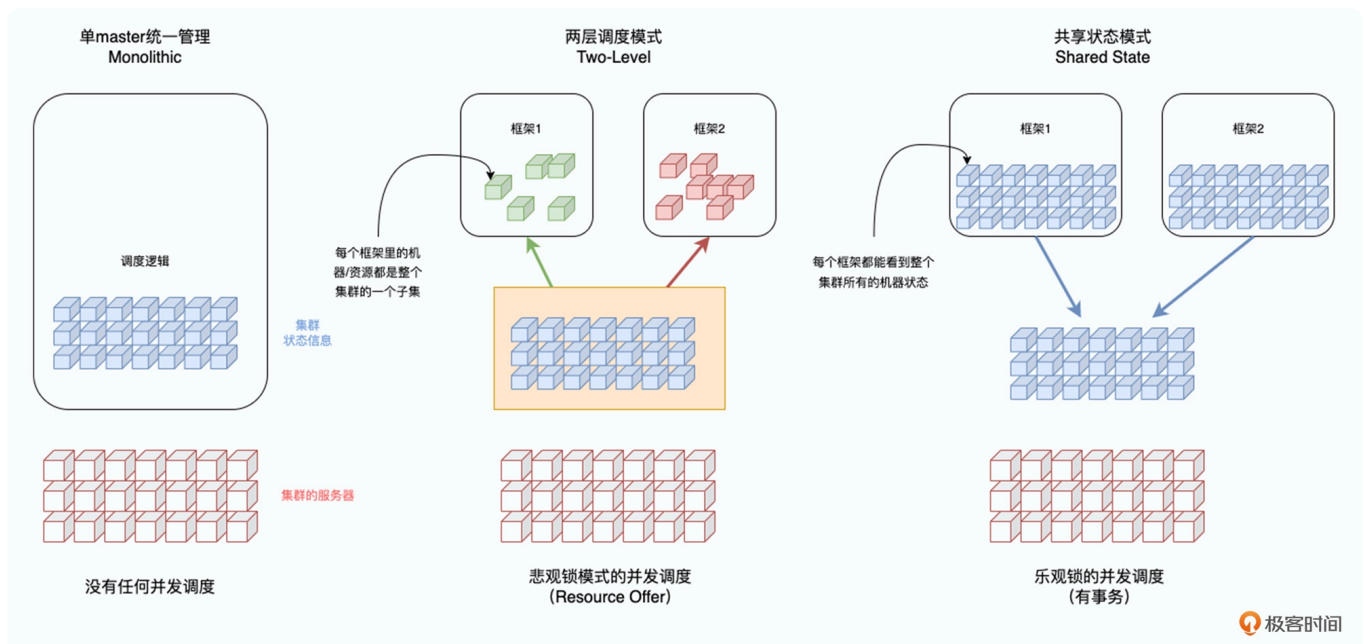 单master统一管理
Monolithic
调度逻辑
集群
状态信息
集群的服务器
没有任何并发调度
两层调度模式
Two-Level
框架1
框架2
每个框架里的机
器/资源都是整个
集群的一个子集
悲观锁模式的并发调度
(Resource Offer)
共享状态模式
Shared State
框架1
框架2
每个框架都能看到整个
集群所有的机器状态
乐观锁的并发调度
(有事务)
极客时间